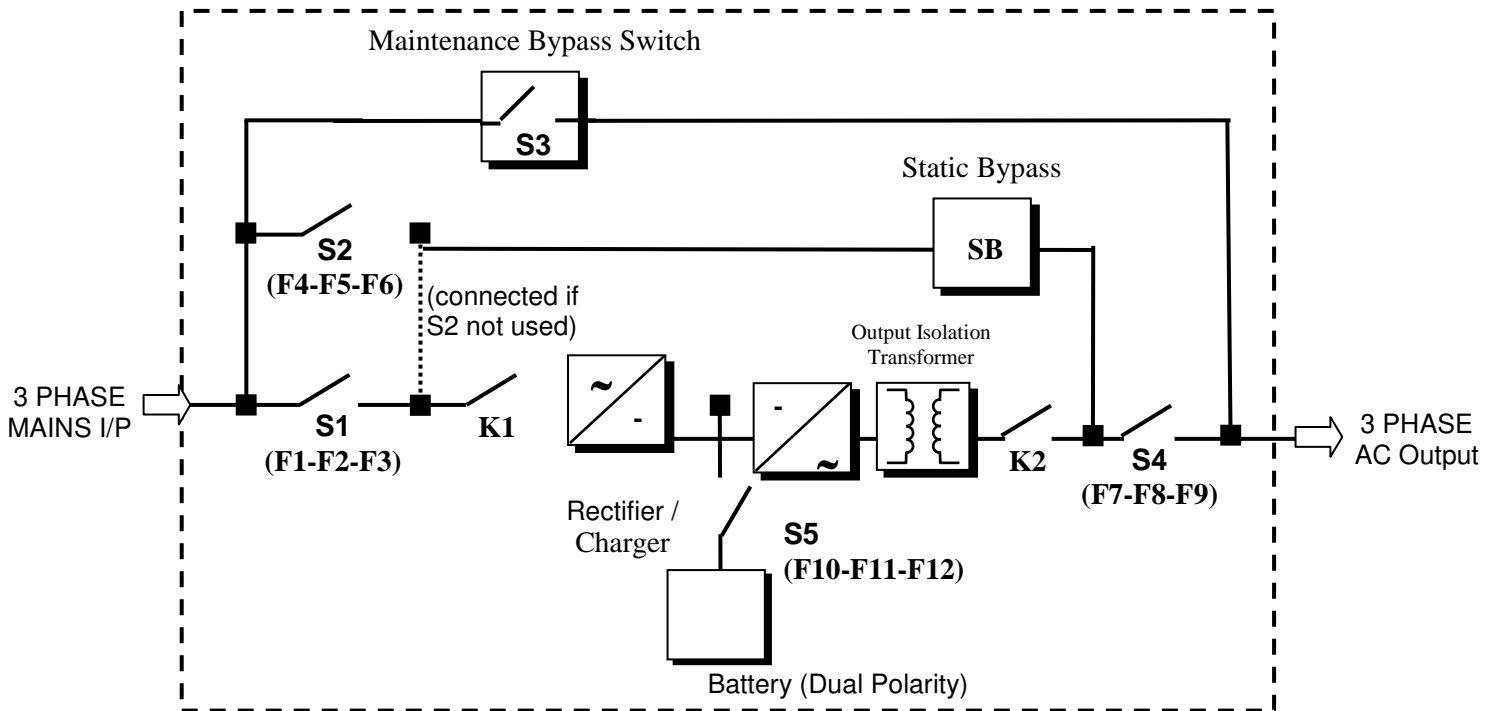 Maintenance Bypass Switch
S3
Static Bypass
SB
S2
(F4-F5-F6)
(connected if
S2 not used)
Output Isolation
Transformer
3 PHASE
MAINS I/P
S1
(F1-F2-F3)
K1
~
-
-
~
K2
S4
(F7-F8-F9)
3 PHASE
AC Output
Rectifier /
Charger
S5
(F10-F11-F12)
Battery (Dual Polarity)